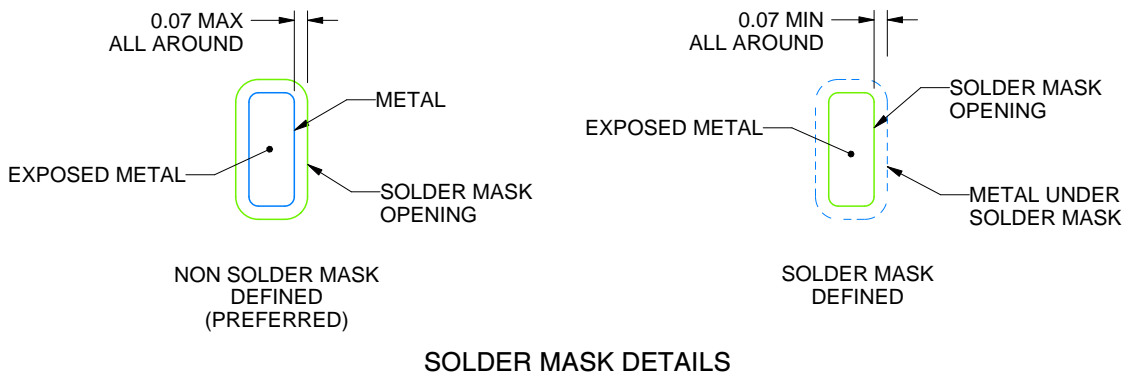 0.07 MAX
ALL AROUND
METAL
EXPOSED METAL
SOLDER MASK
OPENING
NON SOLDER MASK
DEFINED
(PREFERRED)
0.07 MIN
ALL AROUND
SOLDER MASK
OPENING
EXPOSED METAL
METAL UNDER
SOLDER MASK
SOLDER MASK
DEFINED
SOLDER MASK DETAILS